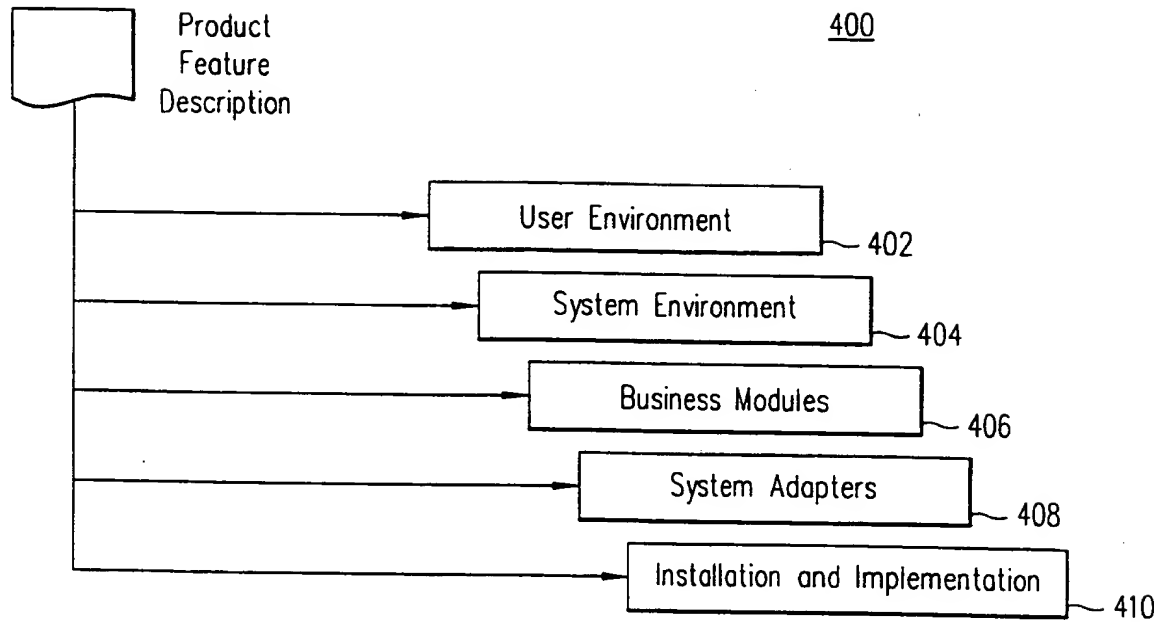 Product
Feature
Description
400
User Environment
402
System Environment
404
Business Modules
406
System Adapters
408
Installation and Implementation
410